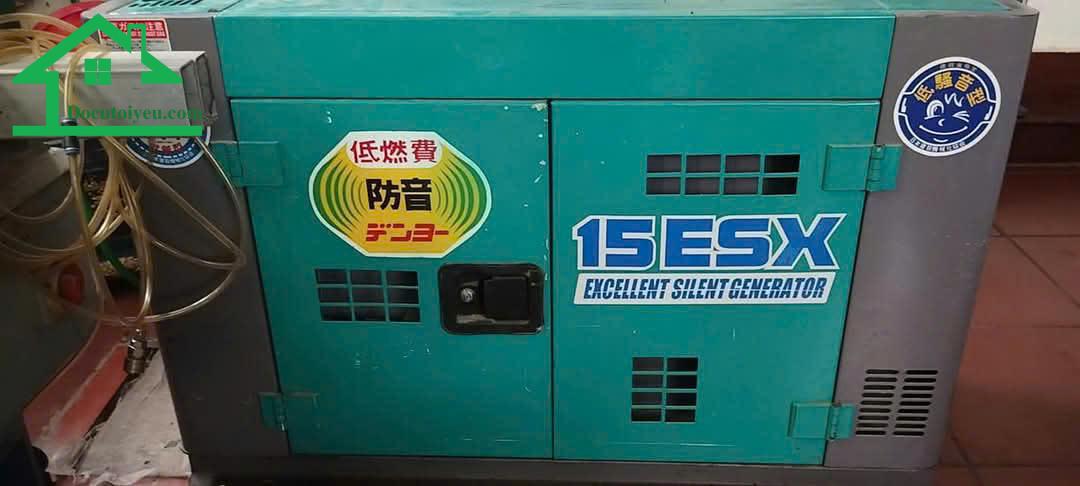 Docutoiyeu.com
低燃費
防音
デンヨー
15ESX
EXCELLENT SILENT GENERATOR
低騒音型